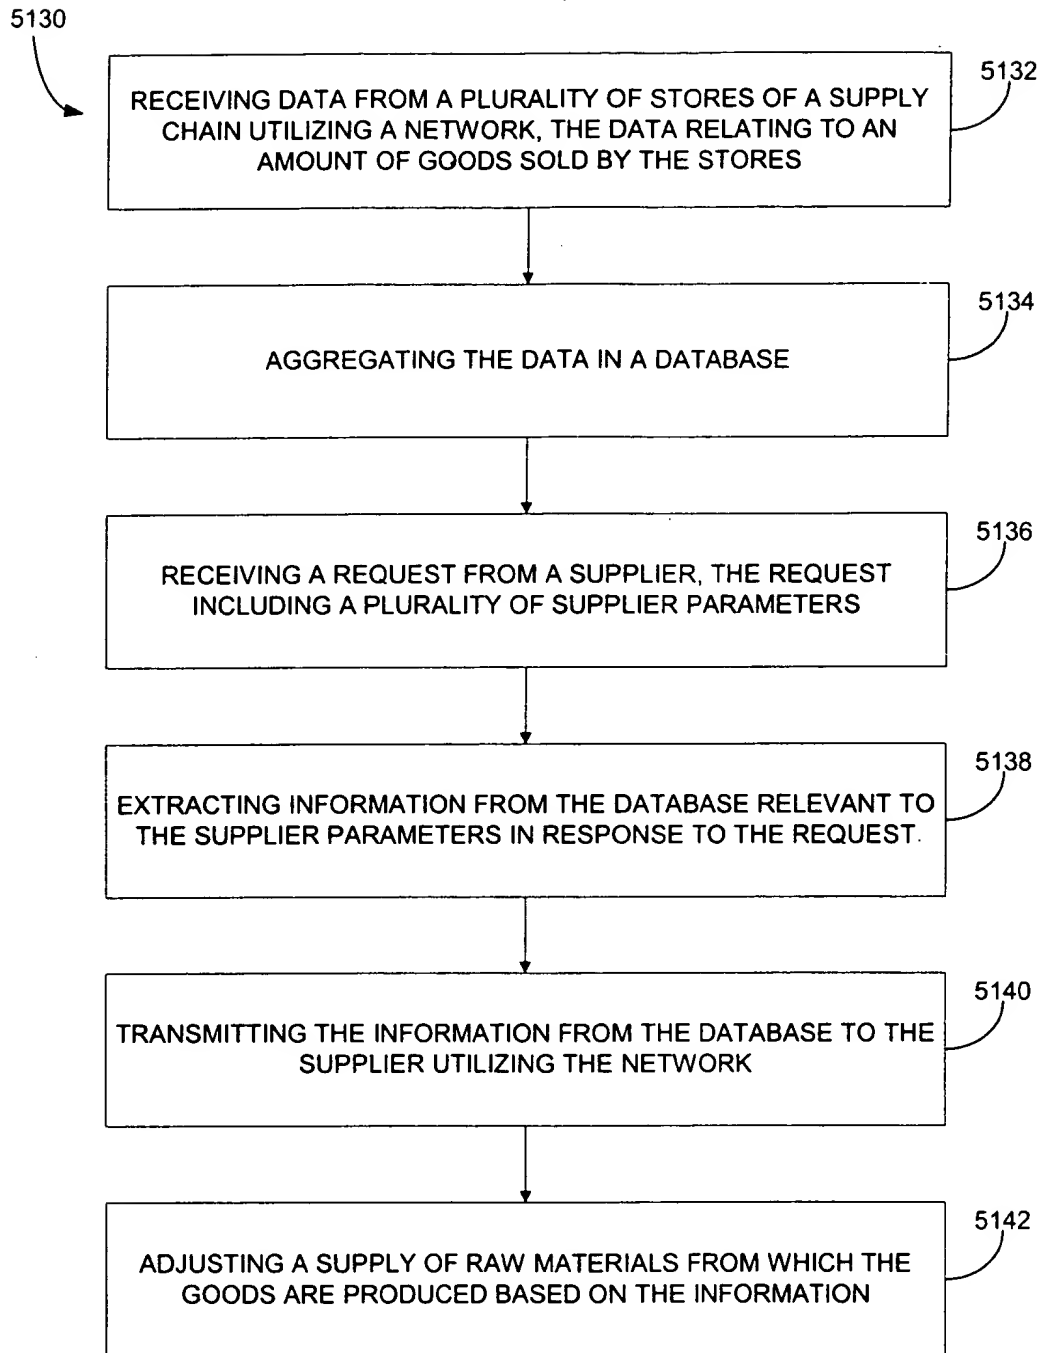 5130
5132
RECEIVING DATA FROM A PLURALITY OF STORES OF A SUPPLY
CHAIN UTILIZING A NETWORK, THE DATA RELATING TO AN
AMOUNT OF GOODS SOLD BY THE STORES
5134
AGGREGATING THE DATA IN A DATABASE
5136
RECEIVING A REQUEST FROM A SUPPLIER, THE REQUEST
INCLUDING A PLURALITY OF SUPPLIER PARAMETERS
5138
EXTRACTING INFORMATION FROM THE DATABASE RELEVANT TO
THE SUPPLIER PARAMETERS IN RESPONSE TO THE REQUEST.
5140
TRANSMITTING THE INFORMATION FROM THE DATABASE TO THE
SUPPLIER UTILIZING THE NETWORK
5142
ADJUSTING A SUPPLY OF RAW MATERIALS FROM WHICH THE
GOODS ARE PRODUCED BASED ON THE INFORMATION